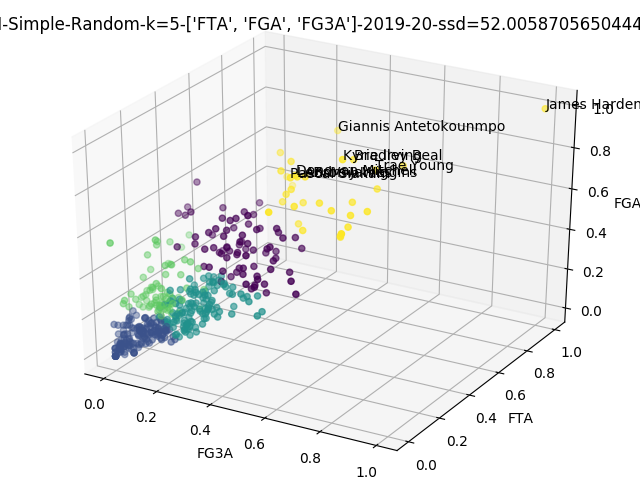 -Simple-Random-k=5-['FTA', 'FGA', 'FG3A']-2019-20-ssd=52.0058705650444
James Harden
Giannis Antetokounmpo
Bradley Beal
Trae Young
1.0
0.8
0.6
0.4
0.2
0.0
FGA
0.0
0.2
0.4
0.6
0.8
1.0
FG3A
0.0
0.2
0.4
0.6
0.8
1.0
FTA